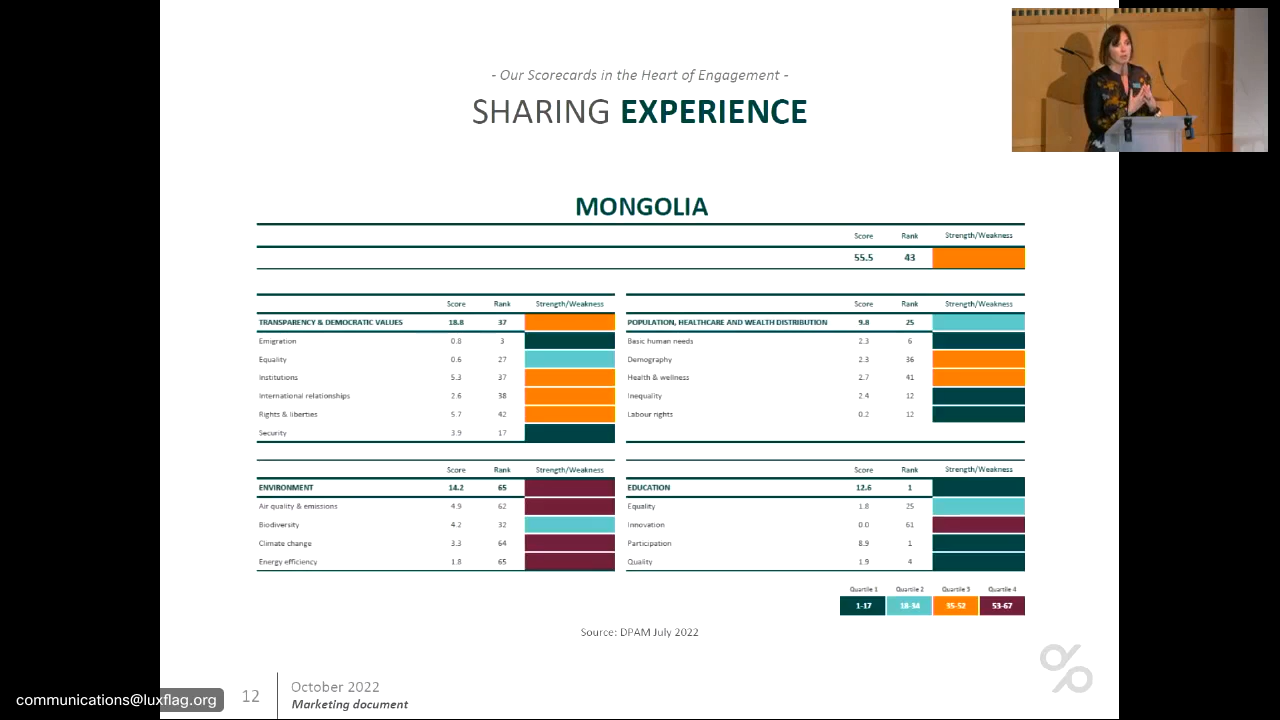 - Our Scorecards in the Heart of Engagement -
SHARING EXPERIENCE
MONGOLIA
Score Rank Strength/Weakness
55.5 43
Score Rank Strength/Weakness
TRANSPARENCY & DEMOCRATIC VALUES 18.8 37
Emigration 0.8 3
Equality 0.6 27
Institutions 5.3 37
International relationships 2.6 38
Rights & liberties 5.7 42
Security 3.9 17
Score Rank Strength/Weakness
POPULATION, HEALTHCARE AND WEALTH DISTRIBUTION 9.8 25
Basic human needs 2.3 6
Demography 2.3 36
Health & wellness 2.7 41
Inequality 2.4 12
Labour rights 0.2 12
Score Rank Strength/Weakness
ENVIRONMENT 14.2 65
Air quality & emissions 4.9 62
Biodiversity 4.2 32
Climate change 3.3 64
Energy efficiency 1.8 65
Score Rank Strength/Weakness
EDUCATION 12.6 1
Equality 1.8 25
Innovation 0.0 61
Participation 8.9 1
Quality 1.9 4
Quartile 1 Quartile 2 Quartile 3 Quartile 4
1-17 18-34 35-52 53-67
Source: DPAM July 2022
12
October 2022
Marketing document
communications@luxflag.org